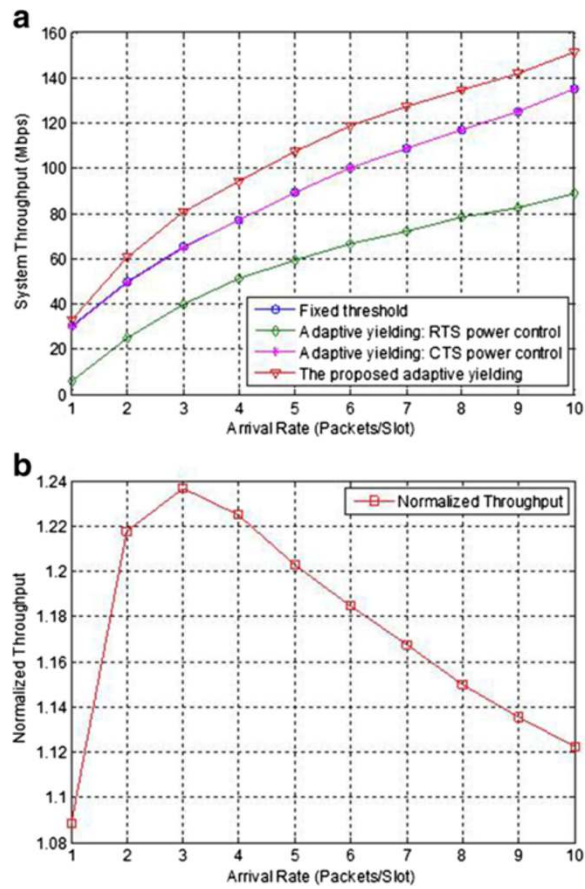 a
160
140
120
100
80
60
40
20
0
System Throughput (Mbps)
Fixed threshold
Adaptive yielding: RTS power control
Adaptive yielding: CTS power control
The proposed adaptive yielding
1 2 3 4 5 6 7 8 9 10
Arrival Rate (Packets/Slot)
b
1.24
1.22
1.2
1.18
1.16
1.14
1.12
1.1
1.08
Normalized Throughput
Normalized Throughput
1 2 3 4 5 6 7 8 9 10
Arrival Rate (Packets/Slot)